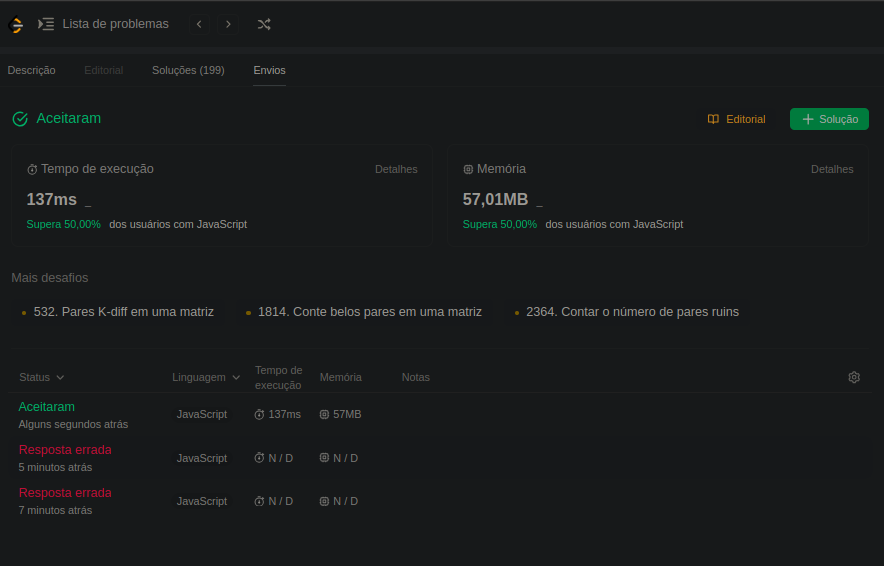 Lista de problemas
Descrição Editorial Soluções (199) Envios
Aceitaram Editorial Solução
Tempo de execução Detalhes
137ms _
Supera 50,00% dos usuários com JavaScript
Memória Detalhes
57,01MB _
Supera 50,00% dos usuários com JavaScript
Mais desafios
532. Pares K-diff em uma matriz 1814. Conte belos pares em uma matriz 2364. Contar o número de pares ruins
Status Linguagem Tempo de execução Memória Notas
Aceitaram JavaScript 137ms 57MB
Alguns segundos atrás
Resposta errada JavaScript N / D N / D
5 minutos atrás
Resposta errada JavaScript N / D N / D
7 minutos atrás